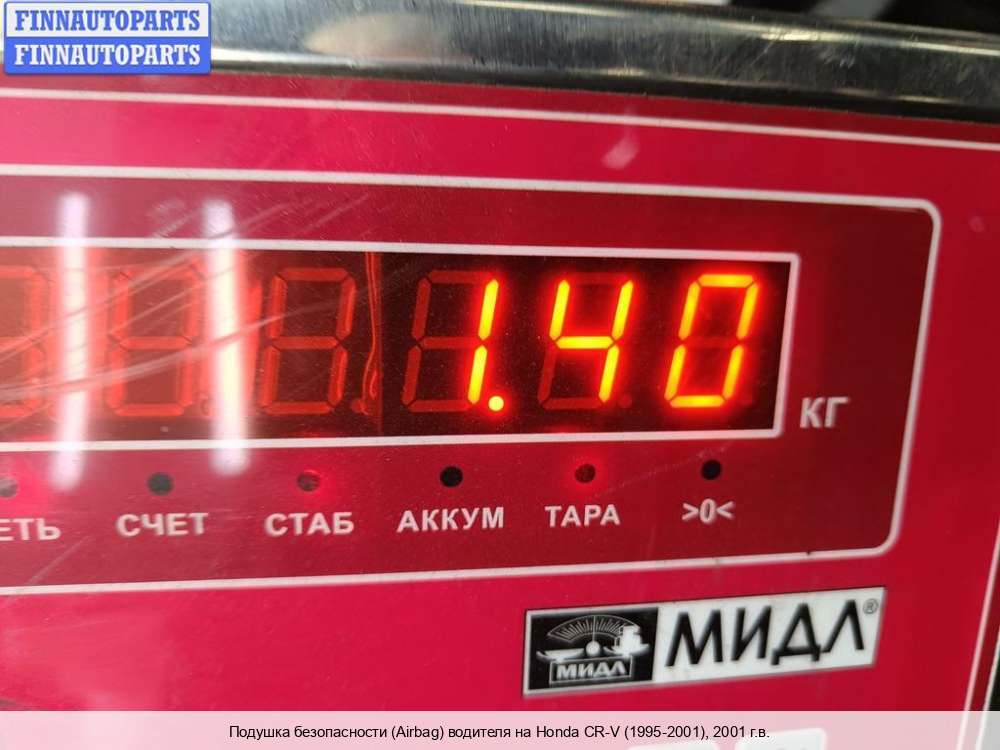 FINNAUTOPARTS
FINNAUTOPARTS
1.40
КГ
ЕТЬ СЧЕТ СТАБ АККУМ ТАРА >0<
МИДЛ МИДЛ®
Подушка безопасности (Airbag) водителя на Honda CR-V (1995-2001), 2001 г.в.